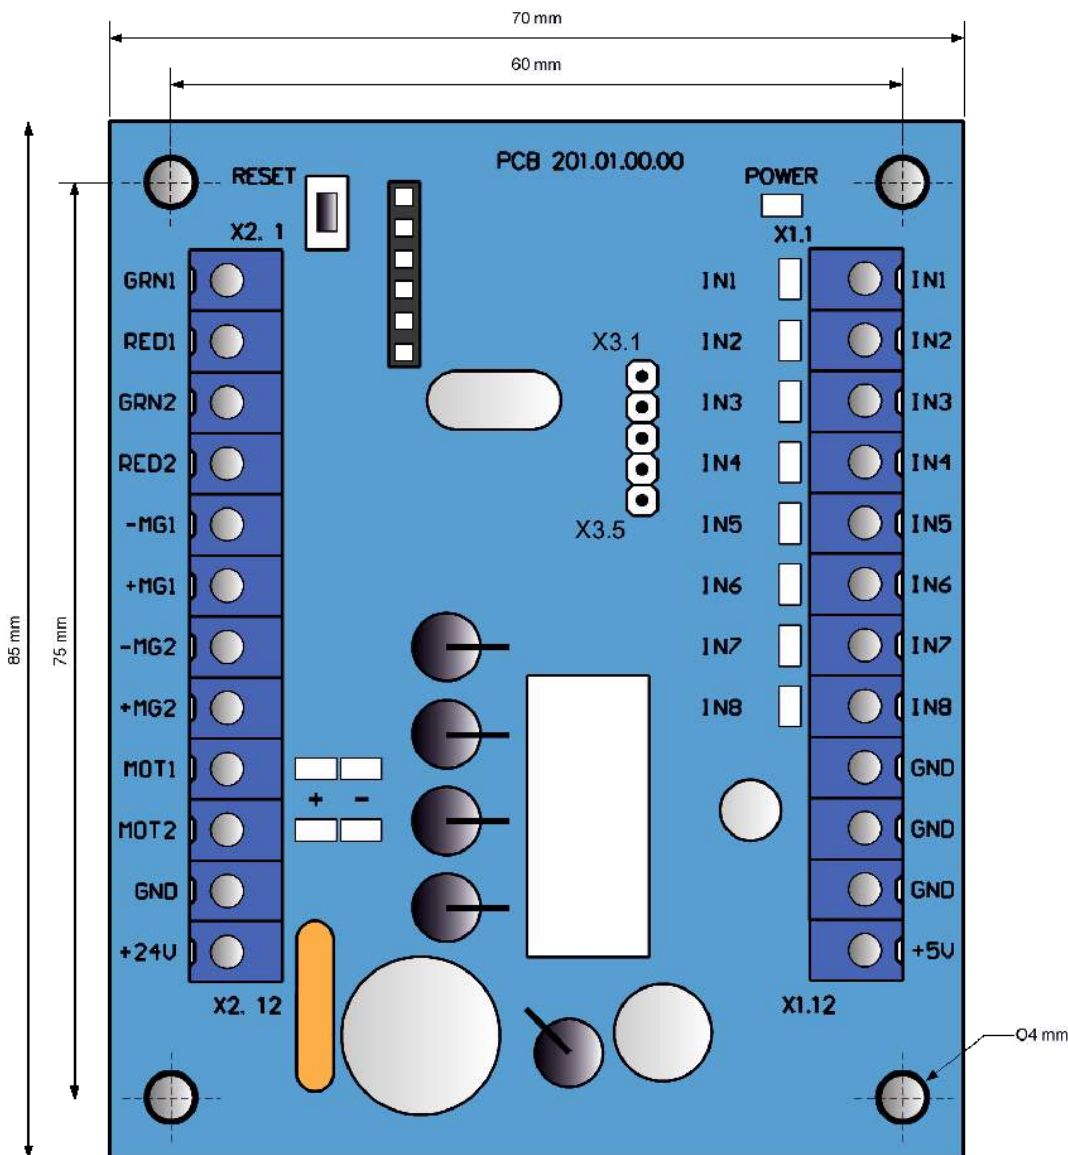 70 mm
60 mm
PCB 201.01.00.00
RESET
POWER
X2. 1
X1.1
GRN1
IN1
IN1
RED1
IN2
IN2
X3.1
GRN2
IN3
IN3
RED2
IN4
IN4
-MG1
X3.5
IN5
IN5
+MG1
IN6
IN6
-MG2
IN7
IN7
+MG2
IN8
IN8
MOT1
GND
+ -
MOT2
GND
GND
GND
+24V
+5V
X2. 12
X1.12
85 mm
75 mm
O4 mm